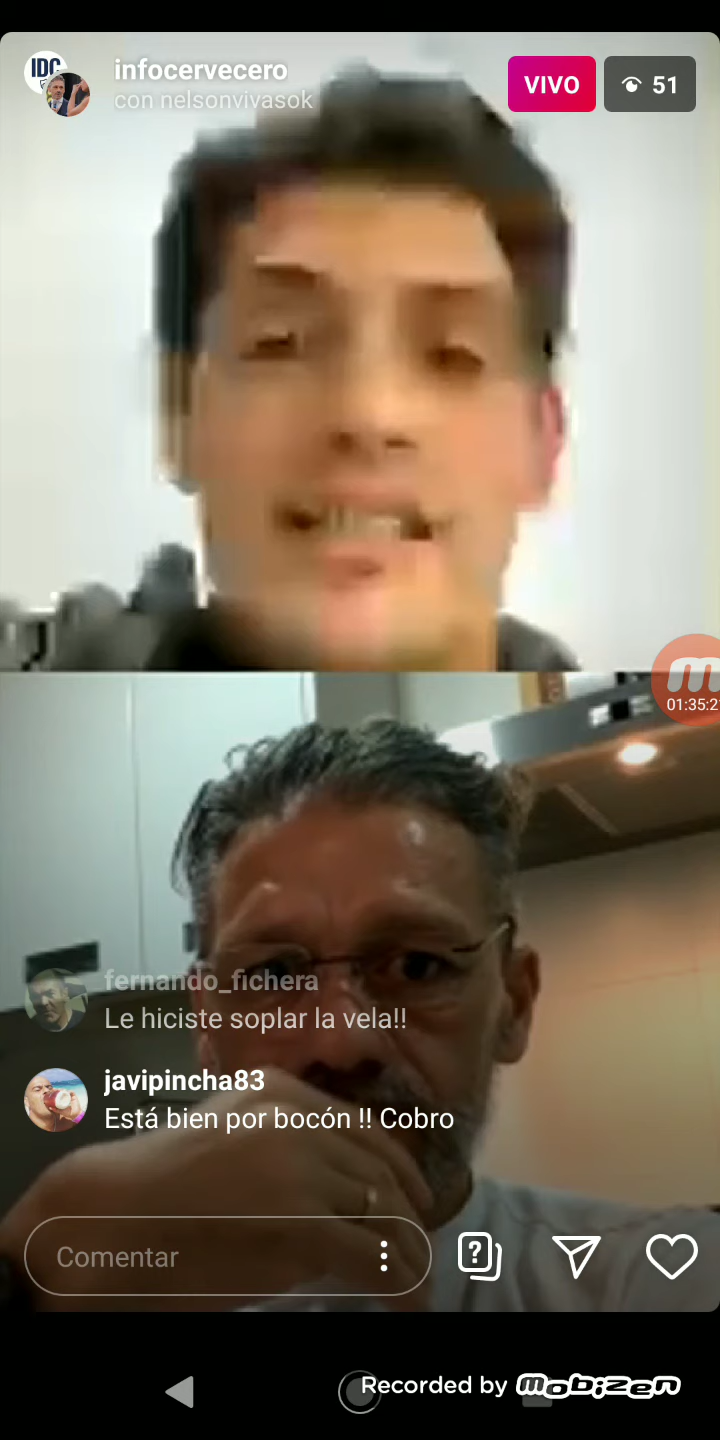 IDC
infocervecero
con nelsonvivasok
VIVO
51
01:35:2
fernando_fichera
Le hiciste soplar la vela!!
javipincha83
Está bien por bocón !! Cobro
Comentar
Recorded by mobizen